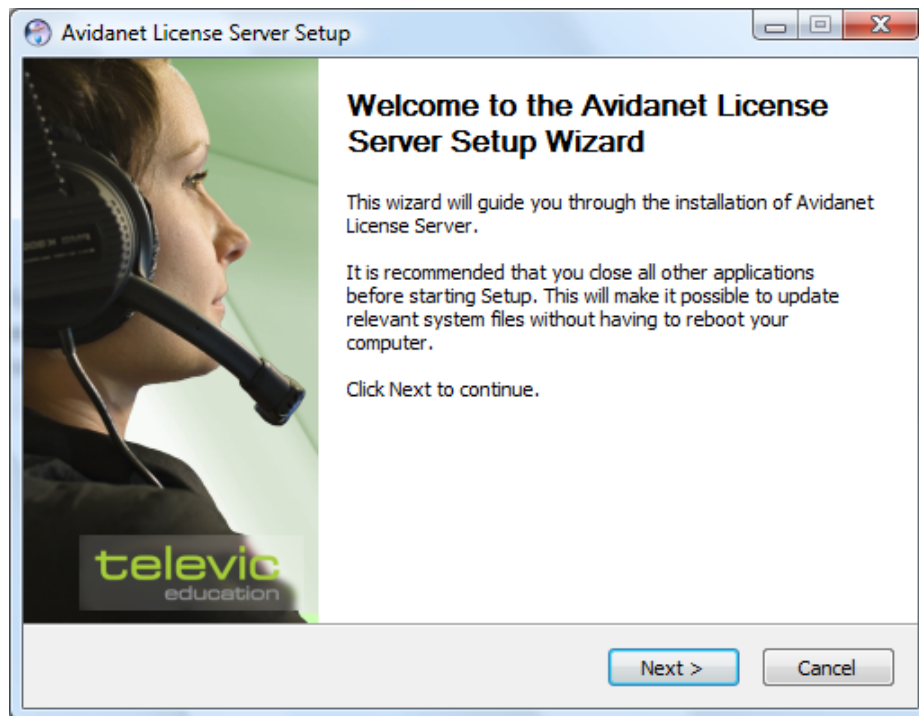 Avidanet License Server Setup
Welcome to the Avidanet License
Server Setup Wizard
This wizard will guide you through the installation of Avidanet
License Server.
It is recommended that you close all other applications
before starting Setup. This will make it possible to update
relevant system files without having to reboot your
computer.
Click Next to continue.
televic
education
Next >
Cancel